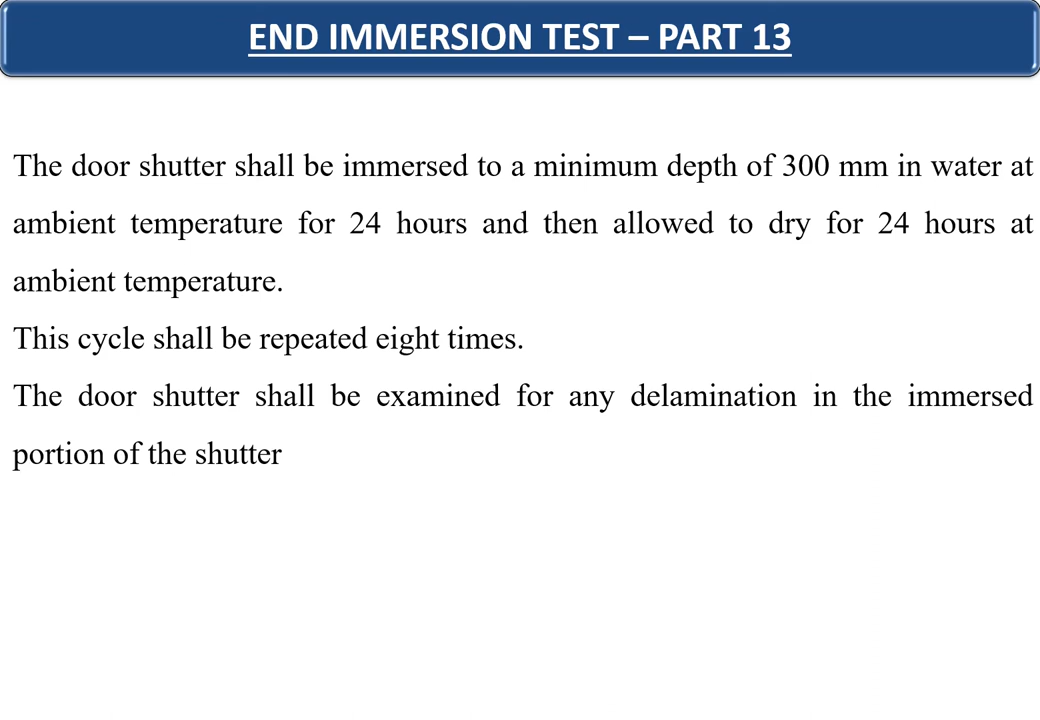 END IMMERSION TEST – PART 13
The door shutter shall be immersed to a minimum depth of 300 mm in water at
ambient temperature for 24 hours and then allowed to dry for 24 hours at
ambient temperature.
This cycle shall be repeated eight times.
The door shutter shall be examined for any delamination in the immersed
portion of the shutter